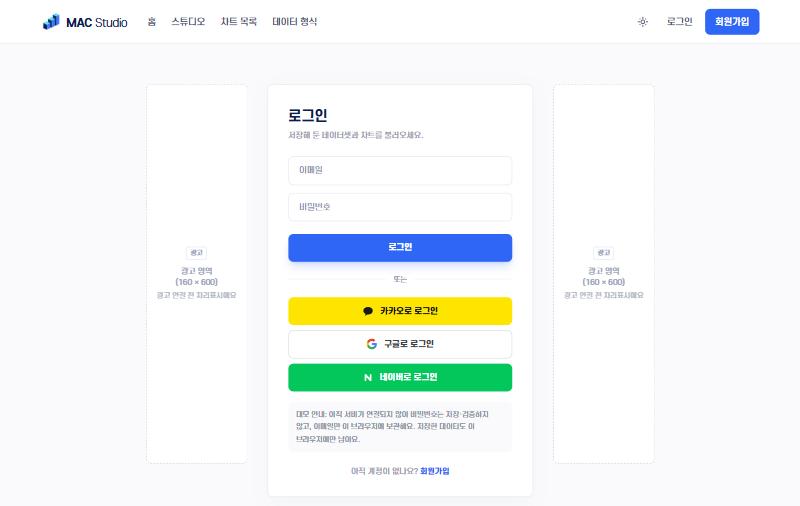 MAC Studio
홈
스튜디오
차트 목록
데이터 형식
로그인
회원가입
광고
광고 영역
(160 × 600)
광고 연결 전 자리표시예요
로그인
저장해 둔 데이터셋과 차트를 불러오세요.
이메일
비밀번호
로그인
또는
카카오로 로그인
구글로 로그인
네이버로 로그인
데모 안내: 아직 서버가 연결되지 않아 비밀번호는 저장·검증하지
않고, 이메일만 이 브라우저에 보관해요. 저장한 데이터도 이
브라우저에만 남아요.
아직 계정이 없나요? 회원가입
광고
광고 영역
(160 × 600)
광고 연결 전 자리표시예요